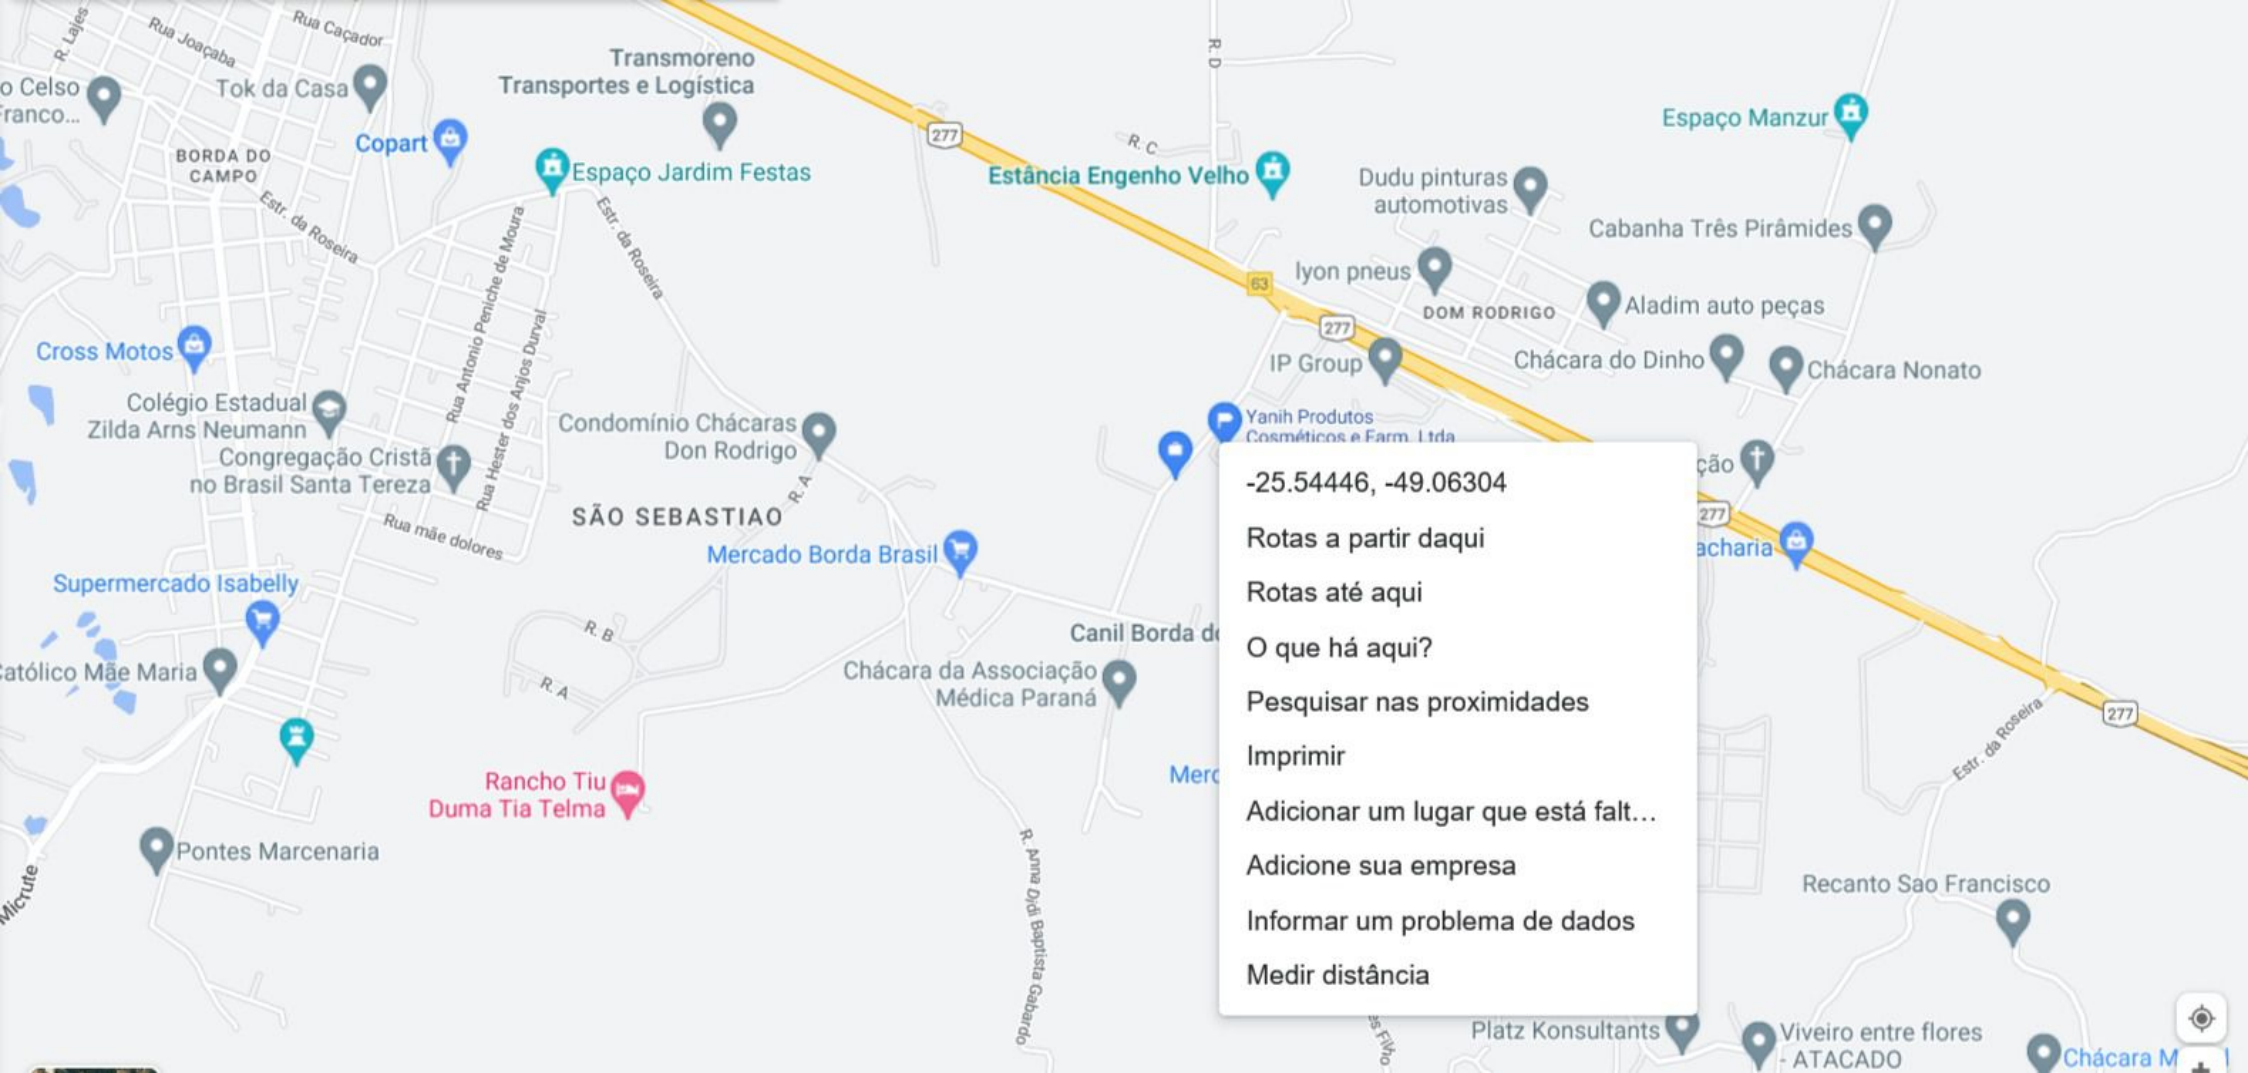 R. Lajes
Rua Joaçaba
Rua Caçador
o Celso
Franco...
Tok da Casa
Copart
BORDA DO
CAMPO
Estr. da Roseira
Transmoreno
Transportes e Logística
Espaço Jardim Festas
Estr. da Roseira
277
R. D
R. C
Estância Engenho Velho
Espaço Manzur
Dudu pinturas
automotivas
Cabanha Três Pirâmides
lyon pneus
63
277
DOM RODRIGO
Aladim auto peças
IP Group
Chácara do Dinho
Chácara Nonato
Cross Motos
Rua Antonio Peniche de Moura
Rua Hester dos Anjos Durval
Colégio Estadual
Zilda Arns Neumann
Congregação Cristã
no Brasil Santa Tereza
Rua mãe dolores
Condomínio Chácaras
Don Rodrigo
R. A
SÃO SEBASTIAO
Mercado Borda Brasil
Yanih Produtos
Cosméticos e Farm. Ltda
ção
277
acharia
-25.54446, -49.06304
Rotas a partir daqui
Rotas até aqui
O que há aqui?
Pesquisar nas proximidades
Imprimir
Adicionar um lugar que está falt...
Adicione sua empresa
Informar um problema de dados
Medir distância
Supermercado Isabelly
R. B
R. A
Canil Borda do
Chácara da Associação
Médica Paraná
Católico Mãe Maria
Merc
Rancho Tiu
Duma Tia Telma
Pontes Marcenaria
Micrute
R. Anna Djdi Baptista Gabardo
277
Estr. da Roseira
Recanto Sao Francisco
es Filho
Platz Konsultants
Viveiro entre flores
- ATACADO
Chácara M